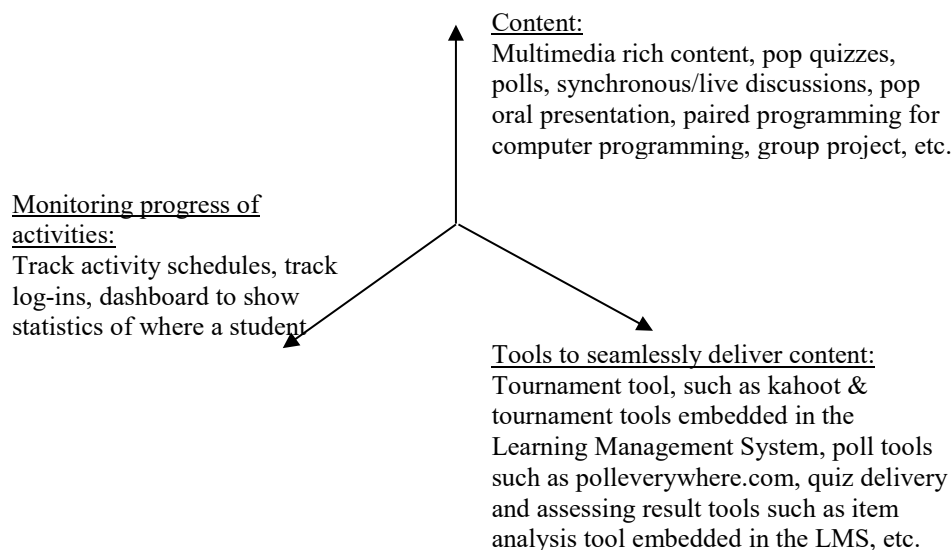 Content:
Multimedia rich content, pop quizzes,
polls, synchronous/live discussions, pop
oral presentation, paired programming for
computer programming, group project, etc.
Monitoring progress of
activities:
Track activity schedules, track
log-ins, dashboard to show
statistics of where a student
Tools to seamlessly deliver content:
Tournament tool, such as kahoot &
tournament tools embedded in the
Learning Management System, poll tools
such as polleverywhere.com, quiz delivery
and assessing result tools such as item
analysis tool embedded in the LMS, etc.